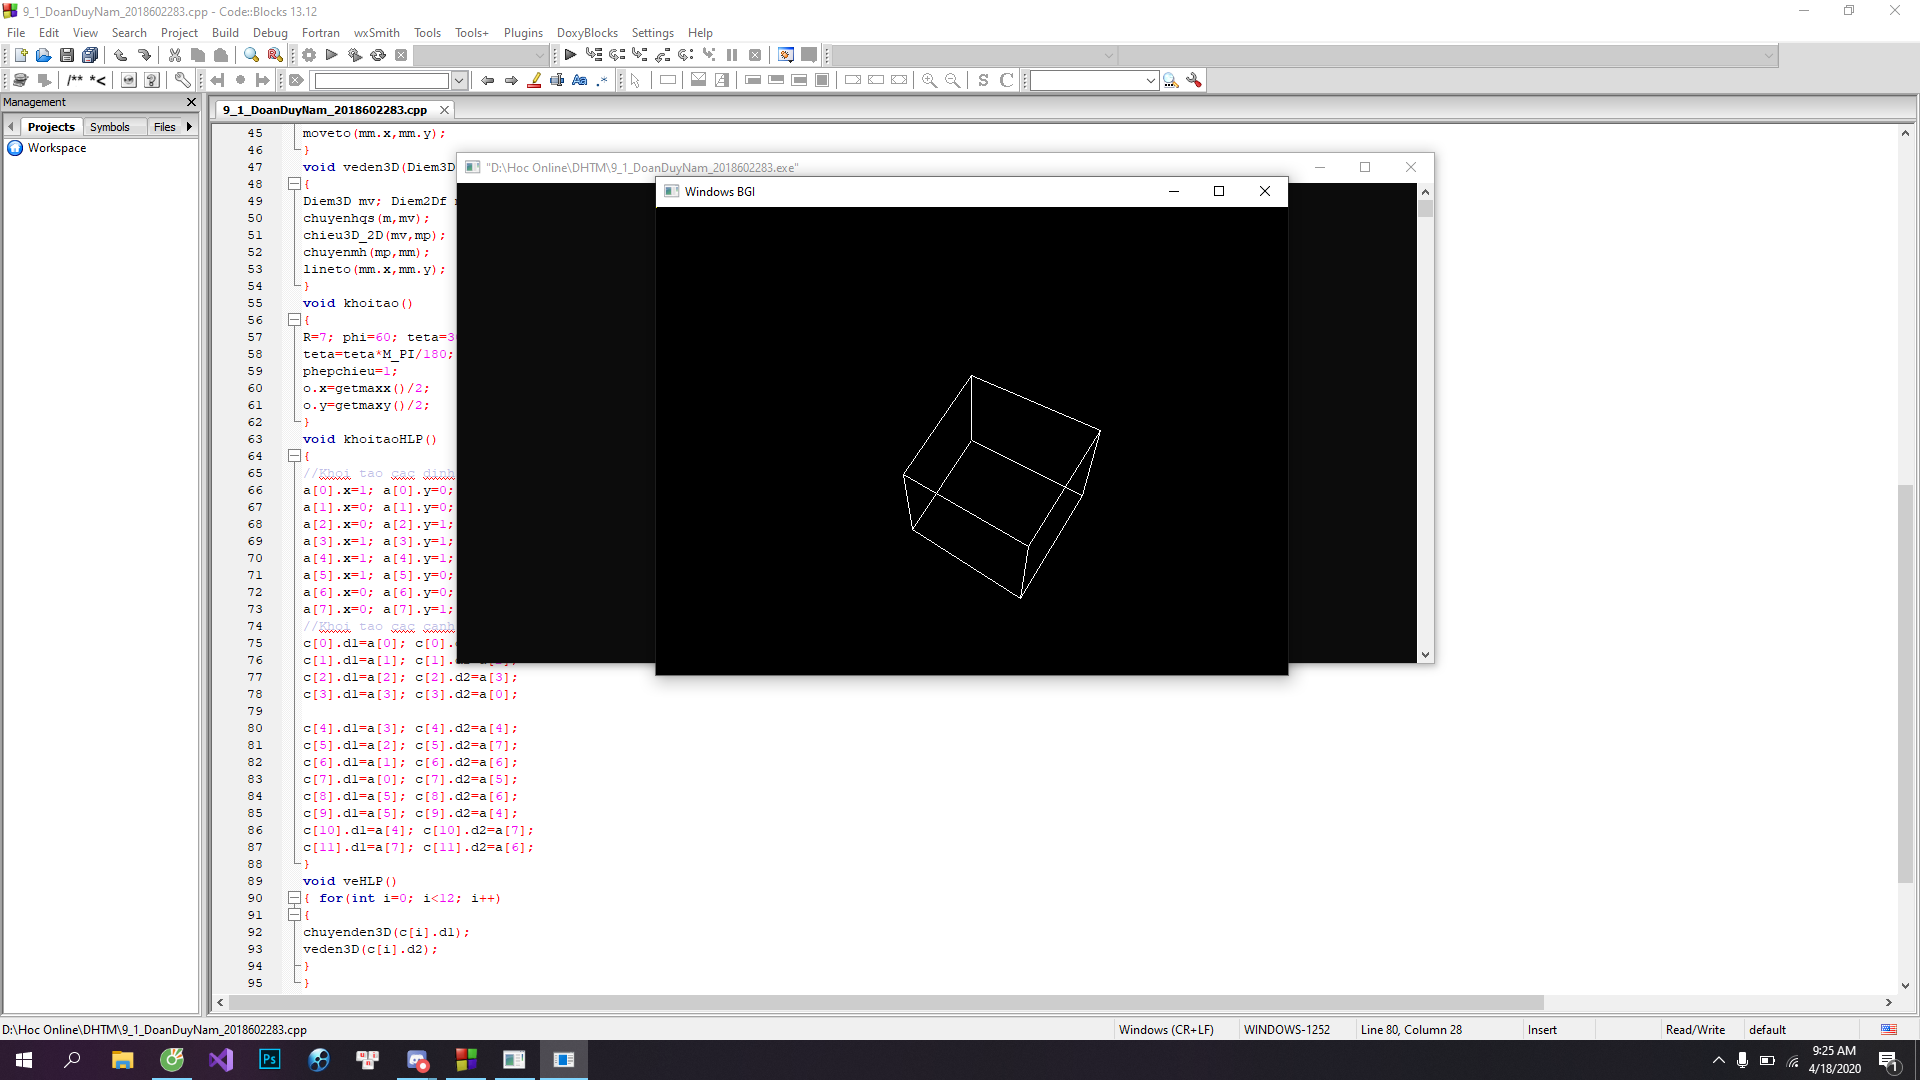 9_1_DoanDuyNam_2018602283.cpp - Code::Blocks 13.12
File Edit View Search Project Build Debug Fortran wxSmith Tools Tools+ Plugins DoxyBlocks Settings Help
/** *<
Aa .*
S C
Management
9_1_DoanDuyNam_2018602283.cpp
Projects Symbols Files
Workspace
45 moveto(mm.x,mm.y);
46 }
47 void veden3D(Diem3D
48 {
49 Diem3D mv; Diem2Df
50 chuyenhqs(m,mv);
51 chieu3D_2D(mv,mp);
52 chuyenmh(mp,mm);
53 lineto(mm.x,mm.y);
54 }
55 void khoitao()
56 {
57 R=7; phi=60; teta=3
58 teta=teta*M_PI/180;
59 phepchieu=1;
60 o.x=getmaxx()/2;
61 o.y=getmaxy()/2;
62 }
63 void khoitaoHLP()
64 {
65 //Khoi tao cac dinh
66 a[0].x=1; a[0].y=0;
67 a[1].x=0; a[1].y=0;
68 a[2].x=0; a[2].y=1;
69 a[3].x=1; a[3].y=1;
70 a[4].x=1; a[4].y=1;
71 a[5].x=1; a[5].y=0;
72 a[6].x=0; a[6].y=0;
73 a[7].x=0; a[7].y=1;
74 //Khoi tao cac canh
75 c[0].d1=a[0]; c[0].
76 c[1].d1=a[1]; c[1].
77 c[2].d1=a[2]; c[2].d2=a[3];
78 c[3].d1=a[3]; c[3].d2=a[0];
79
80 c[4].d1=a[3]; c[4].d2=a[4];
81 c[5].d1=a[2]; c[5].d2=a[7];
82 c[6].d1=a[1]; c[6].d2=a[6];
83 c[7].d1=a[0]; c[7].d2=a[5];
84 c[8].d1=a[5]; c[8].d2=a[6];
85 c[9].d1=a[5]; c[9].d2=a[4];
86 c[10].d1=a[4]; c[10].d2=a[7];
87 c[11].d1=a[7]; c[11].d2=a[6];
88 }
89 void veHLP()
90 { for(int i=0; i<12; i++)
91 {
92 chuyenden3D(c[i].d1);
93 veden3D(c[i].d2);
94 }
95 }
"D:\Hoc Online\DHTM\9_1_DoanDuyNam_2018602283.exe"
Windows BGI
D:\Hoc Online\DHTM\9_1_DoanDuyNam_2018602283.cpp Windows (CR+LF) WINDOWS-1252 Line 80, Column 28 Insert Read/Write default
Ps
9:25 AM
4/18/2020
1